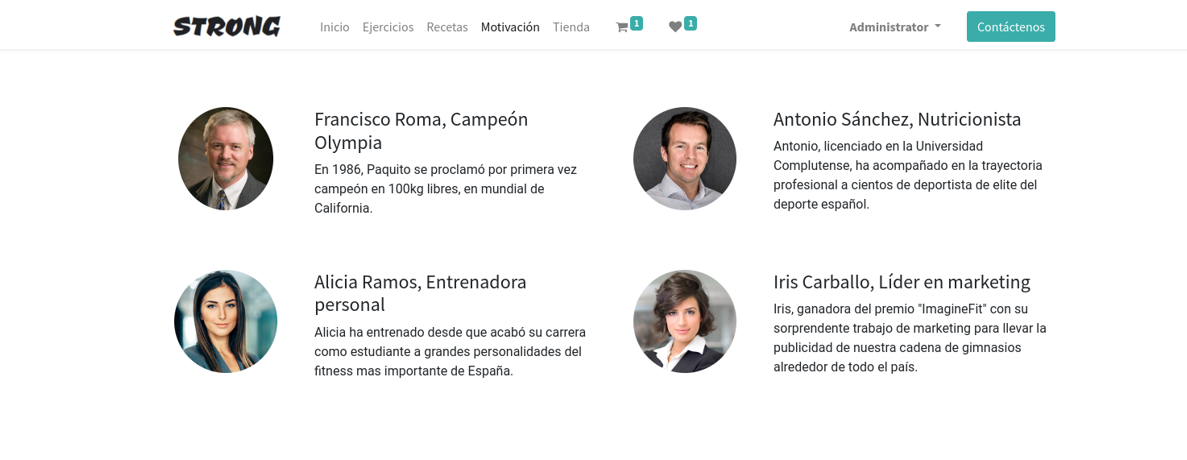 STRONG Inicio Ejercicios Recetas Motivación Tienda 1 1 Administrator Contáctenos
Francisco Roma, Campeón
Olympia
En 1986, Paquito se proclamó por primera vez
campeón en 100kg libres, en mundial de
California.
Antonio Sánchez, Nutricionista
Antonio, licenciado en la Universidad
Complutense, ha acompañado en la trayectoria
profesional a cientos de deportista de elite del
deporte español.
Alicia Ramos, Entrenadora
personal
Alicia ha entrenado desde que acabó su carrera
como estudiante a grandes personalidades del
fitness mas importante de España.
Iris Carballo, Líder en marketing
Iris, ganadora del premio "ImagineFit" con su
sorprendente trabajo de marketing para llevar la
publicidad de nuestra cadena de gimnasios
alrededor de todo el país.